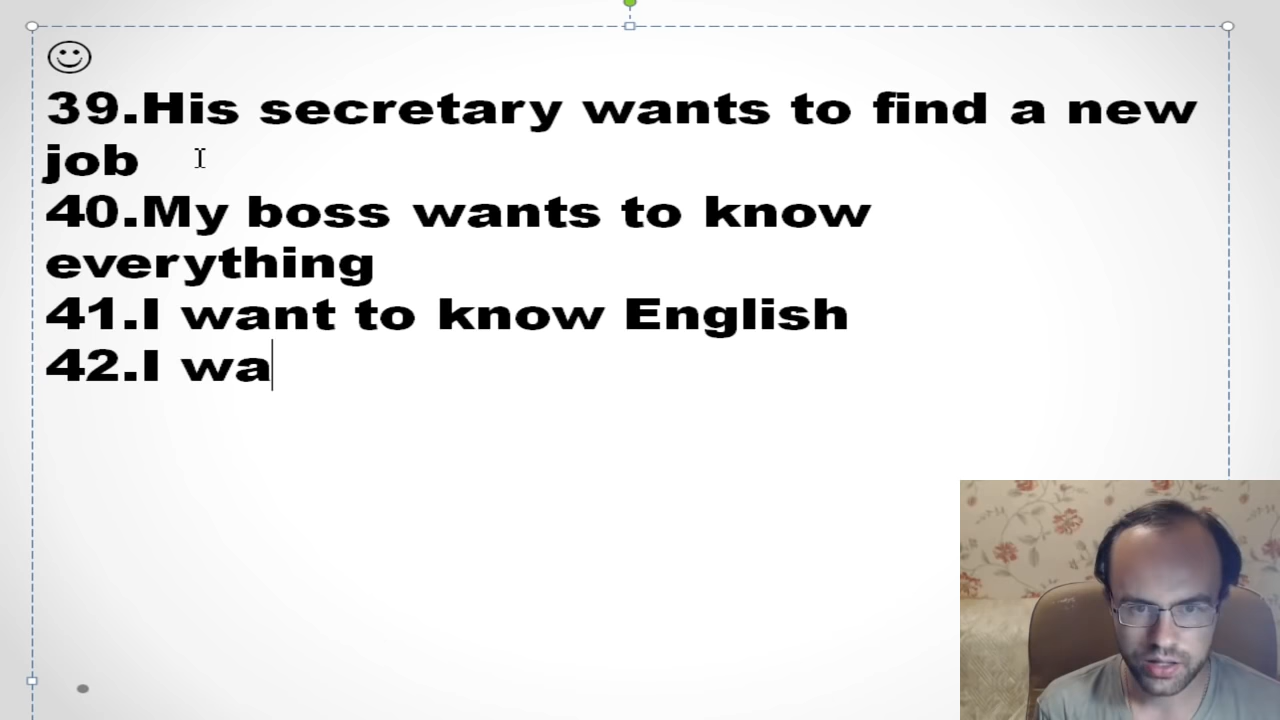 39.His secretary wants to find a new
job
40.My boss wants to know
everything
41.I want to know English
42.I wa